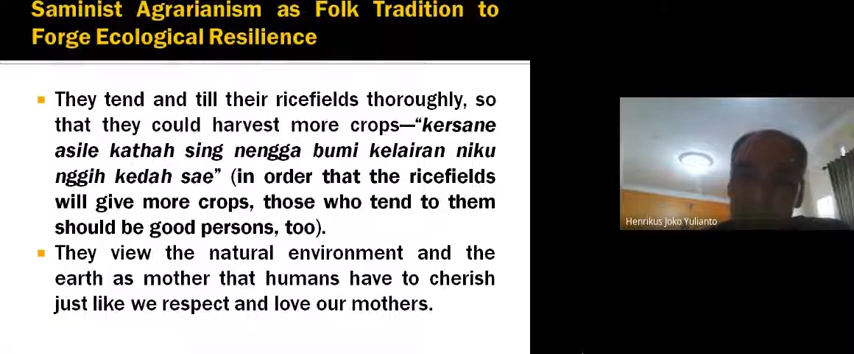 Saminist Agrarianism as Folk Tradition to
Forge Ecological Resilience
▪ They tend and till their ricefields thoroughly, so
that they could harvest more crops—“kersane
asile kathah sing nengga bumi kelairan niku
nggih kedah sae” (in order that the ricefields
will give more crops, those who tend to them
should be good persons, too).
▪ They view the natural environment and the
earth as mother that humans have to cherish
just like we respect and love our mothers.
Henrikus Joko Yulianto